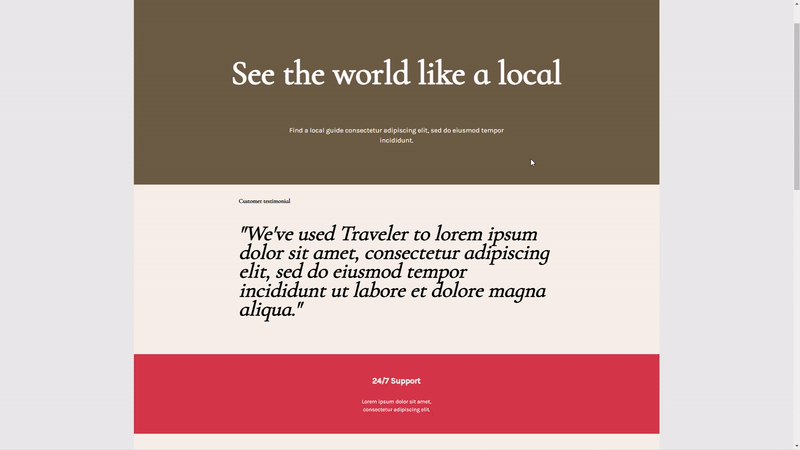 See the world like a local
Find a local guide consectetur adipiscing elit, sed do eiusmod tempor
incididunt.
Customer testimonial
"We've used Traveler to lorem ipsum
dolor sit amet, consectetur adipiscing
elit, sed do eiusmod tempor
incididunt ut labore et dolore magna
aliqua."
24/7 Support
Lorem ipsum dolor sit amet,
consectetur adipiscing elit.